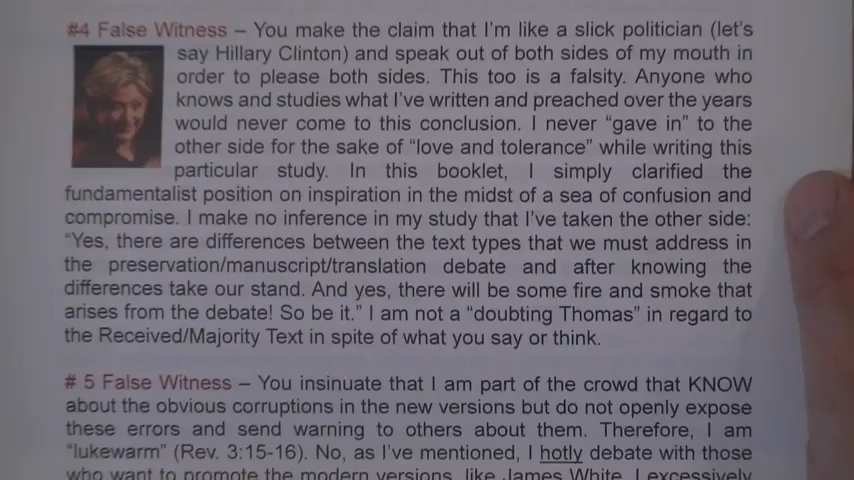 #4 False Witness – You make the claim that I'm like a slick politician (let's
say Hillary Clinton) and speak out of both sides of my mouth in
order to please both sides. This too is a falsity. Anyone who
knows and studies what I've written and preached over the years
would never come to this conclusion. I never “gave in” to the
other side for the sake of “love and tolerance” while writing this
particular study. In this booklet, I simply clarified the
fundamentalist position on inspiration in the midst of a sea of confusion and
compromise. I make no inference in my study that I've taken the other side:
“Yes, there are differences between the text types that we must address in
the preservation/manuscript/translation debate and after knowing the
differences take our stand. And yes, there will be some fire and smoke that
arises from the debate! So be it.” I am not a “doubting Thomas” in regard to
the Received/Majority Text in spite of what you say or think.
# 5 False Witness – You insinuate that I am part of the crowd that KNOW
about the obvious corruptions in the new versions but do not openly expose
these errors and send warning to others about them. Therefore, I am
“lukewarm” (Rev. 3:15-16). No, as I've mentioned, I hotly debate with those
who want to promote the modern versions, like James White. I excessively